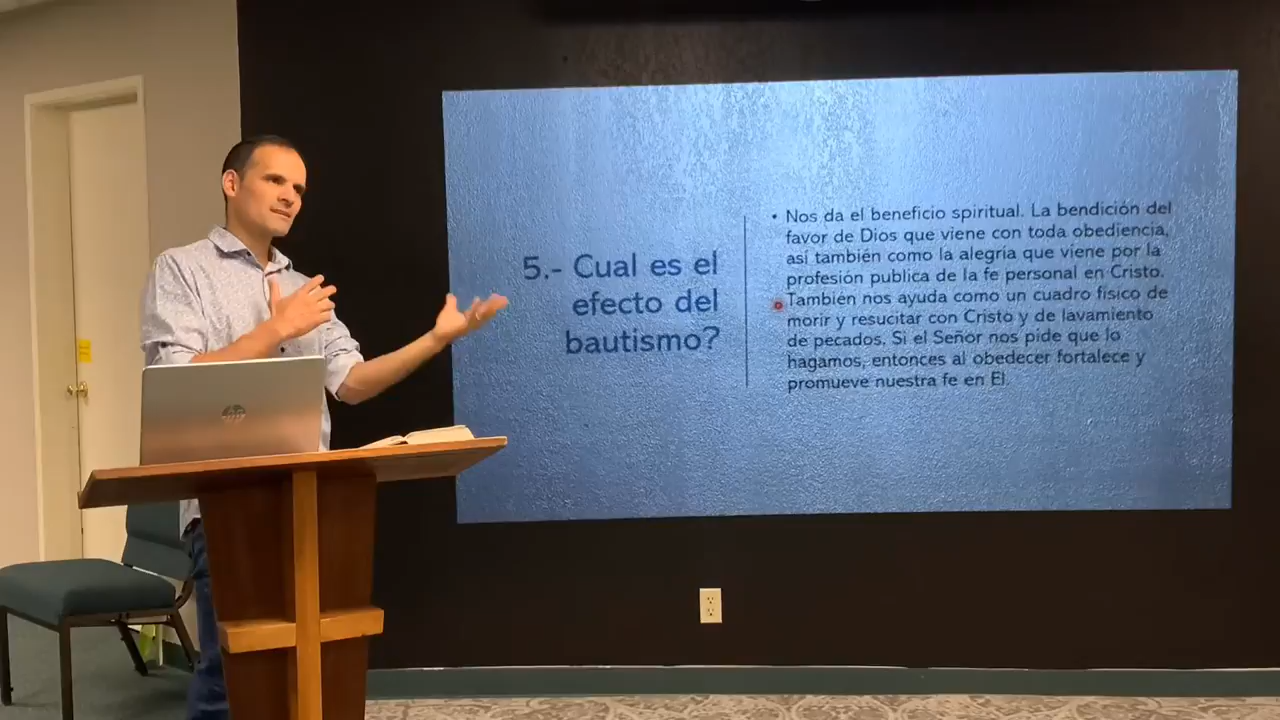 5.- Cual es el
efecto del
bautismo?
• Nos da el beneficio spiritual. La bendición del
favor de Dios que viene con toda obediencia,
así también como la alegría que viene por la
profesión publica de la fe personal en Cristo.
También nos ayuda como un cuadro físico de
morir y resucitar con Cristo y de lavamiento
de pecados. Si el Señor nos pide que lo
hagamos, entonces al obedecer fortalece y
promueve nuestra fe en El.
hp